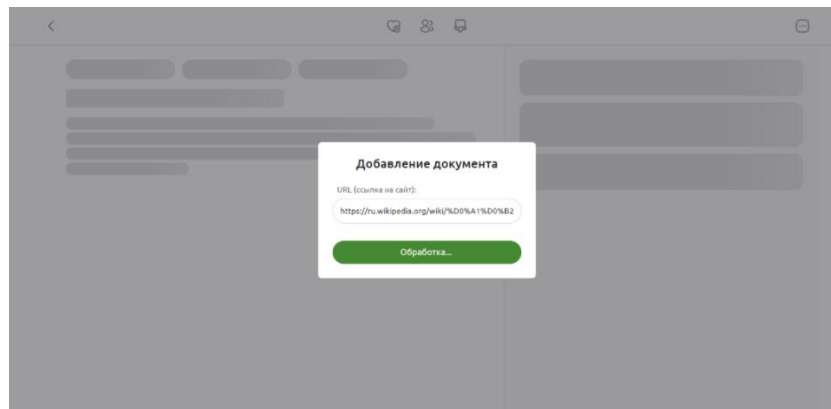 Добавление документа
URL (ссылка на сайт):
https://ru.wikipedia.org/wiki/%D0%A1%D0%B2
Обработка...